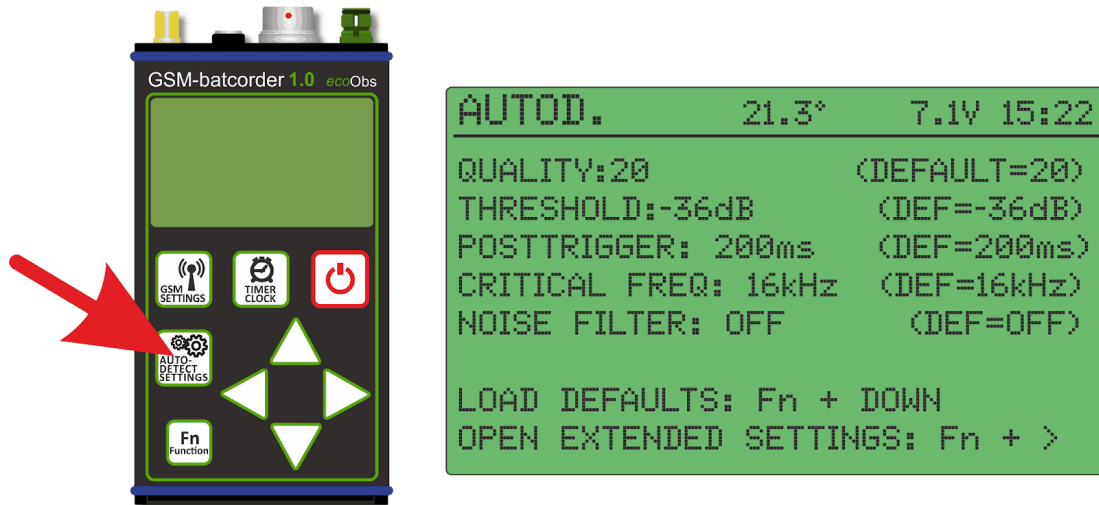 GSM-batcorder 1.0 ecoObs
GSM
SETTINGS
TIMER
CLOCK
AUTO-
DETECT
SETTINGS
Fn
Function
AUTOD. 21.3° 7.1V 15:22
QUALITY:20 (DEFAULT=20)
THRESHOLD:-36dB (DEF=-36dB)
POSTTRIGGER: 200ms (DEF=200ms)
CRITICAL FREQ: 16kHz (DEF=16kHz)
NOISE FILTER: OFF (DEF=OFF)
LOAD DEFAULTS: Fn + DOWN
OPEN EXTENDED SETTINGS: Fn + >